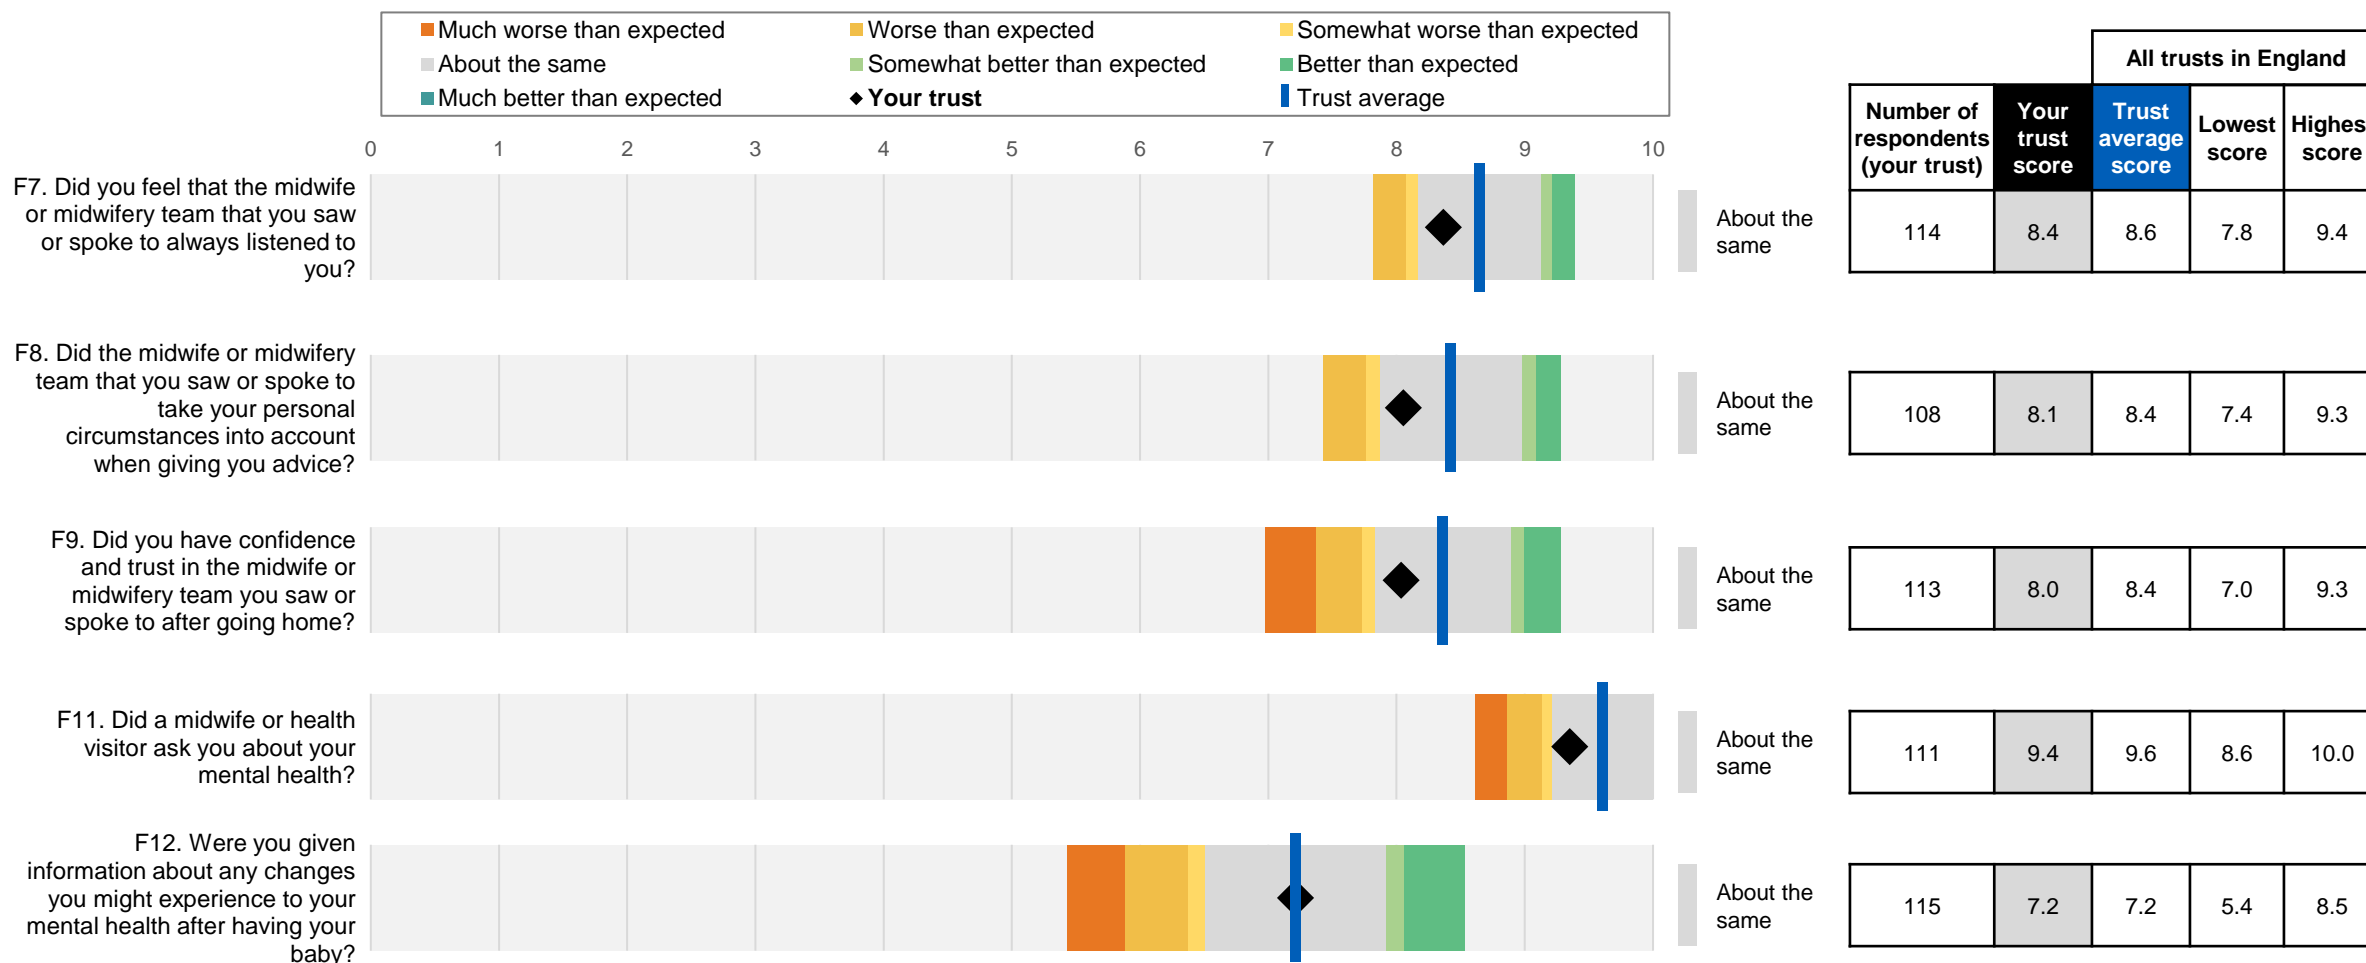 Much worse than expected
Worse than expected
Somewhat worse than expected
About the same
Somewhat better than expected
Better than expected
Much better than expected
Your trust
Trust average
All trusts in England
Number of
respondents
(your trust)
Your
trust
score
Trust
average
score
Lowest
score
Highes
score
0 1 2 3 4 5 6 7 8 9 10
F7. Did you feel that the midwife
or midwifery team that you saw
or spoke to always listened to
you?
About the
same
114 8.4 8.6 7.8 9.4
F8. Did the midwife or midwifery
team that you saw or spoke to
take your personal
circumstances into account
when giving you advice?
About the
same
108 8.1 8.4 7.4 9.3
F9. Did you have confidence
and trust in the midwife or
midwifery team you saw or
spoke to after going home?
About the
same
113 8.0 8.4 7.0 9.3
F11. Did a midwife or health
visitor ask you about your
mental health?
About the
same
111 9.4 9.6 8.6 10.0
F12. Were you given
information about any changes
you might experience to your
mental health after having your
baby?
About the
same
115 7.2 7.2 5.4 8.5